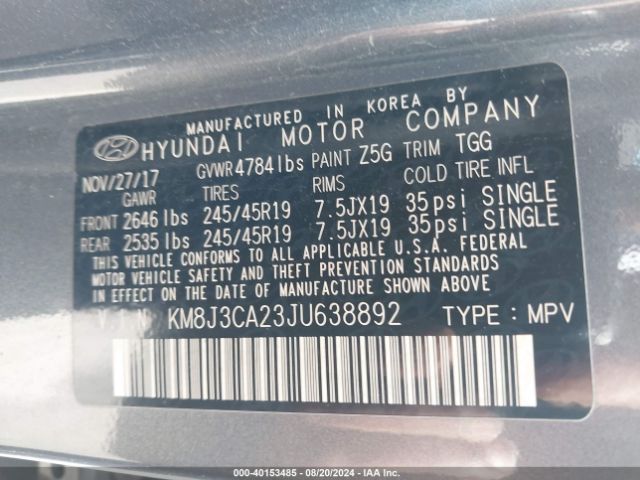 MANUFACTURED IN KOREA BY
HYUNDAI MOTOR COMPANY
NOV/27/17 GVWR 4784 lbs PAINT Z5G TRIM TGG
GAWR TIRES RIMS COLD TIRE INFL
FRONT 2646 lbs 245/45R19 7.5JX19 35 psi SINGLE
REAR 2535 lbs 245/45R19 7.5JX19 35 psi SINGLE
THIS VEHICLE CONFORMS TO ALL APPLICABLE U.S.A. FEDERAL
MOTOR VEHICLE SAFETY AND THEFT PREVENTION STANDARDS
IN EFFECT ON THE DATE OF MANUFACTURE SHOWN ABOVE.
V.I.N. KM8J3CA23JU638892 TYPE : MPV
000-40153485 - 08/20/2024 - IAA Inc.